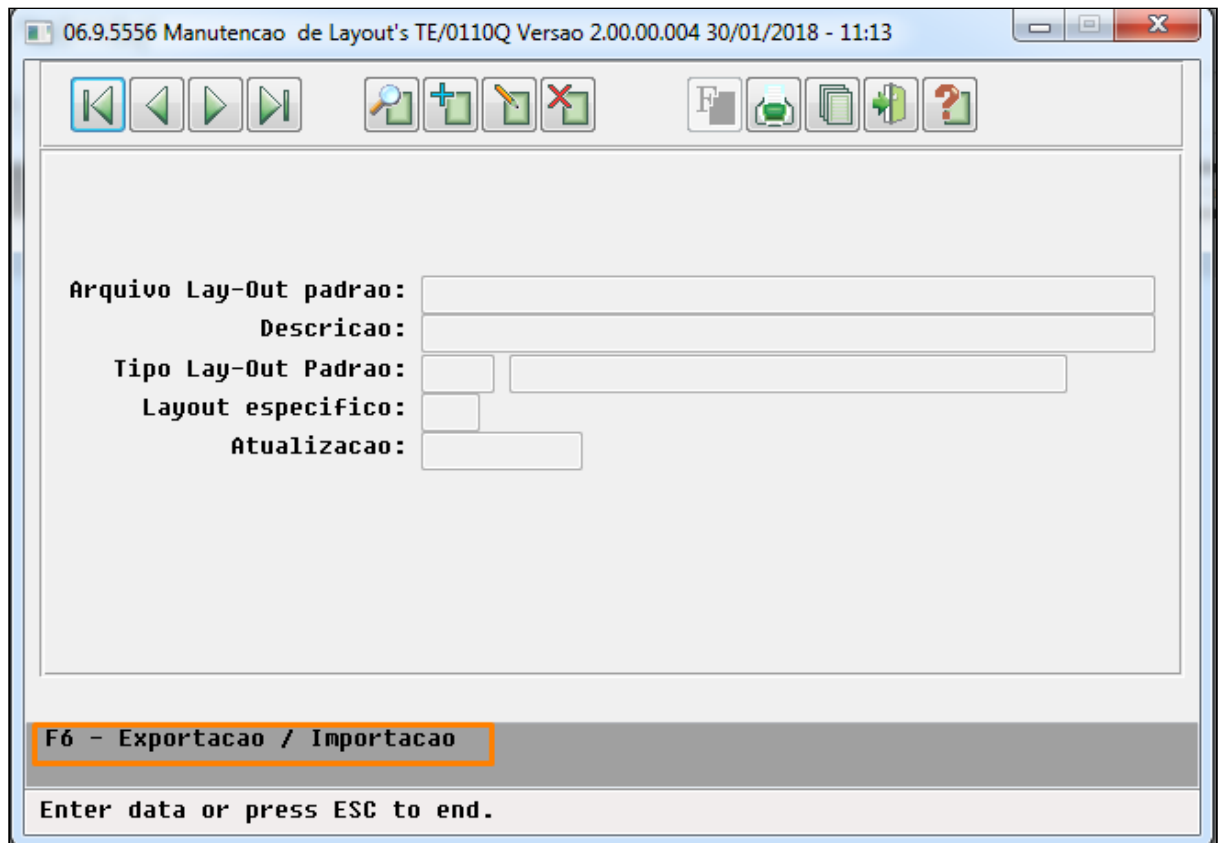 06.9.5556 Manutencao de Layout's TE/0110Q Versao 2.00.00.004 30/01/2018 - 11:13
Arquivo Lay-Out padrao:
Descricao:
Tipo Lay-Out Padrao:
Layout especifico:
Atualizacao:
F6 - Exportacao / Importacao
Enter data or press ESC to end.